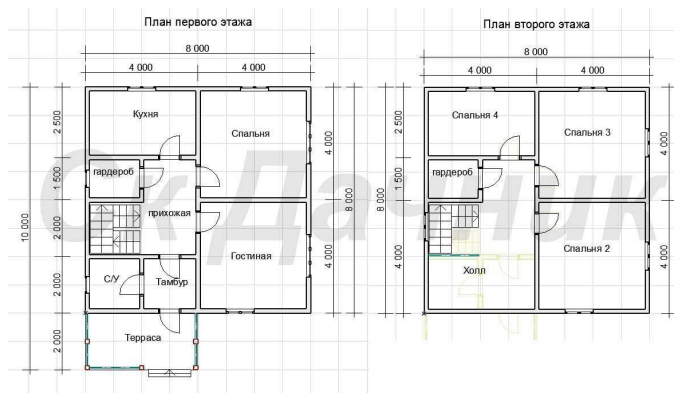 План первого этажа
8 000
4 000
4 000
Кухня
Спальня
гардероб
прихожая
Гостиная
С/У
Тамбур
Терраса
2 500
1 500
2 000
2 000
2 000
10 000
4 000
4 000
8 000
План второго этажа
8 000
4 000
4 000
Спальня 4
Спальня 3
гардероб
Спальня 2
Холл
2 500
1 500
4 000
8 000
4 000
4 000
Ск Дачник